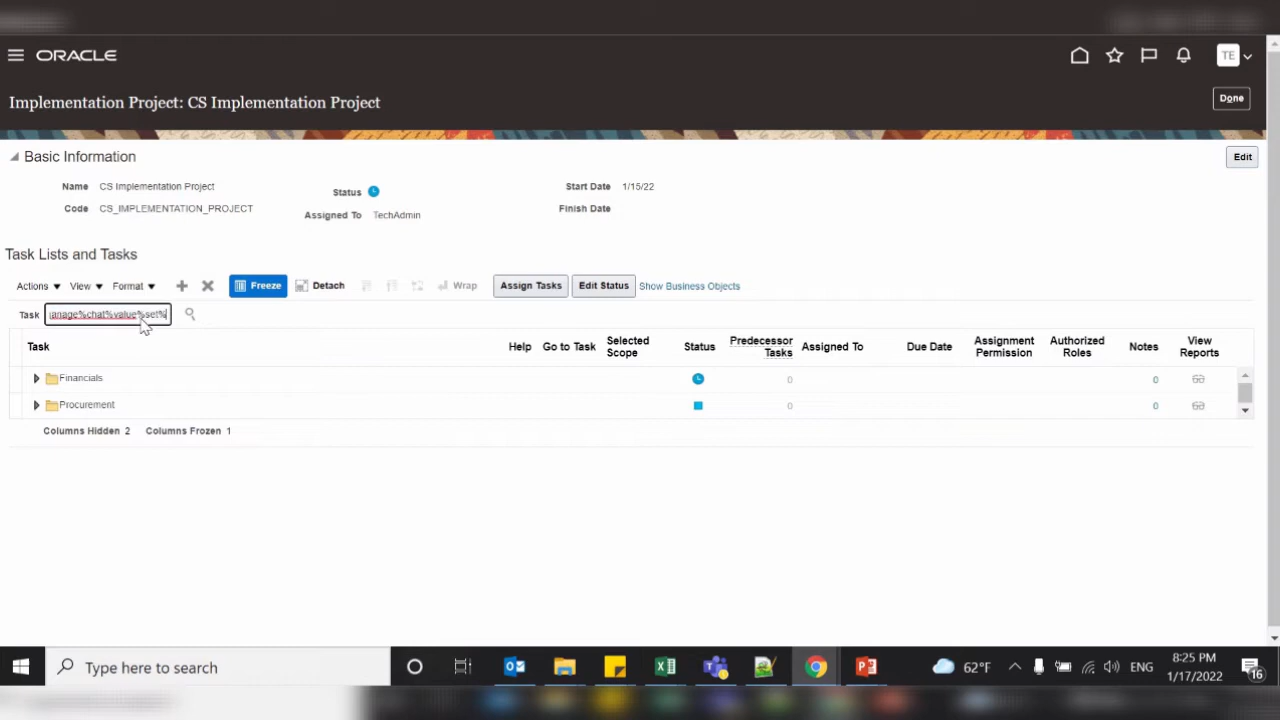 ORACLE
TE
Implementation Project: CS Implementation Project
Done
Basic Information
Edit
Name CS Implementation Project
Status
Start Date 1/15/22
Code CS_IMPLEMENTATION_PROJECT
Assigned To TechAdmin
Finish Date
Task Lists and Tasks
Actions View Format Freeze Detach Wrap Assign Tasks Edit Status Show Business Objects
Task anage%chat%value%set%
Task Help Go to Task Selected Scope Status Predecessor Tasks Assigned To Due Date Assignment Permission Authorized Roles Notes View Reports
Financials 0 0
Procurement 0 0
Columns Hidden 2 Columns Frozen 1
Type here to search
62°F ENG 8:25 PM
1/17/2022
16